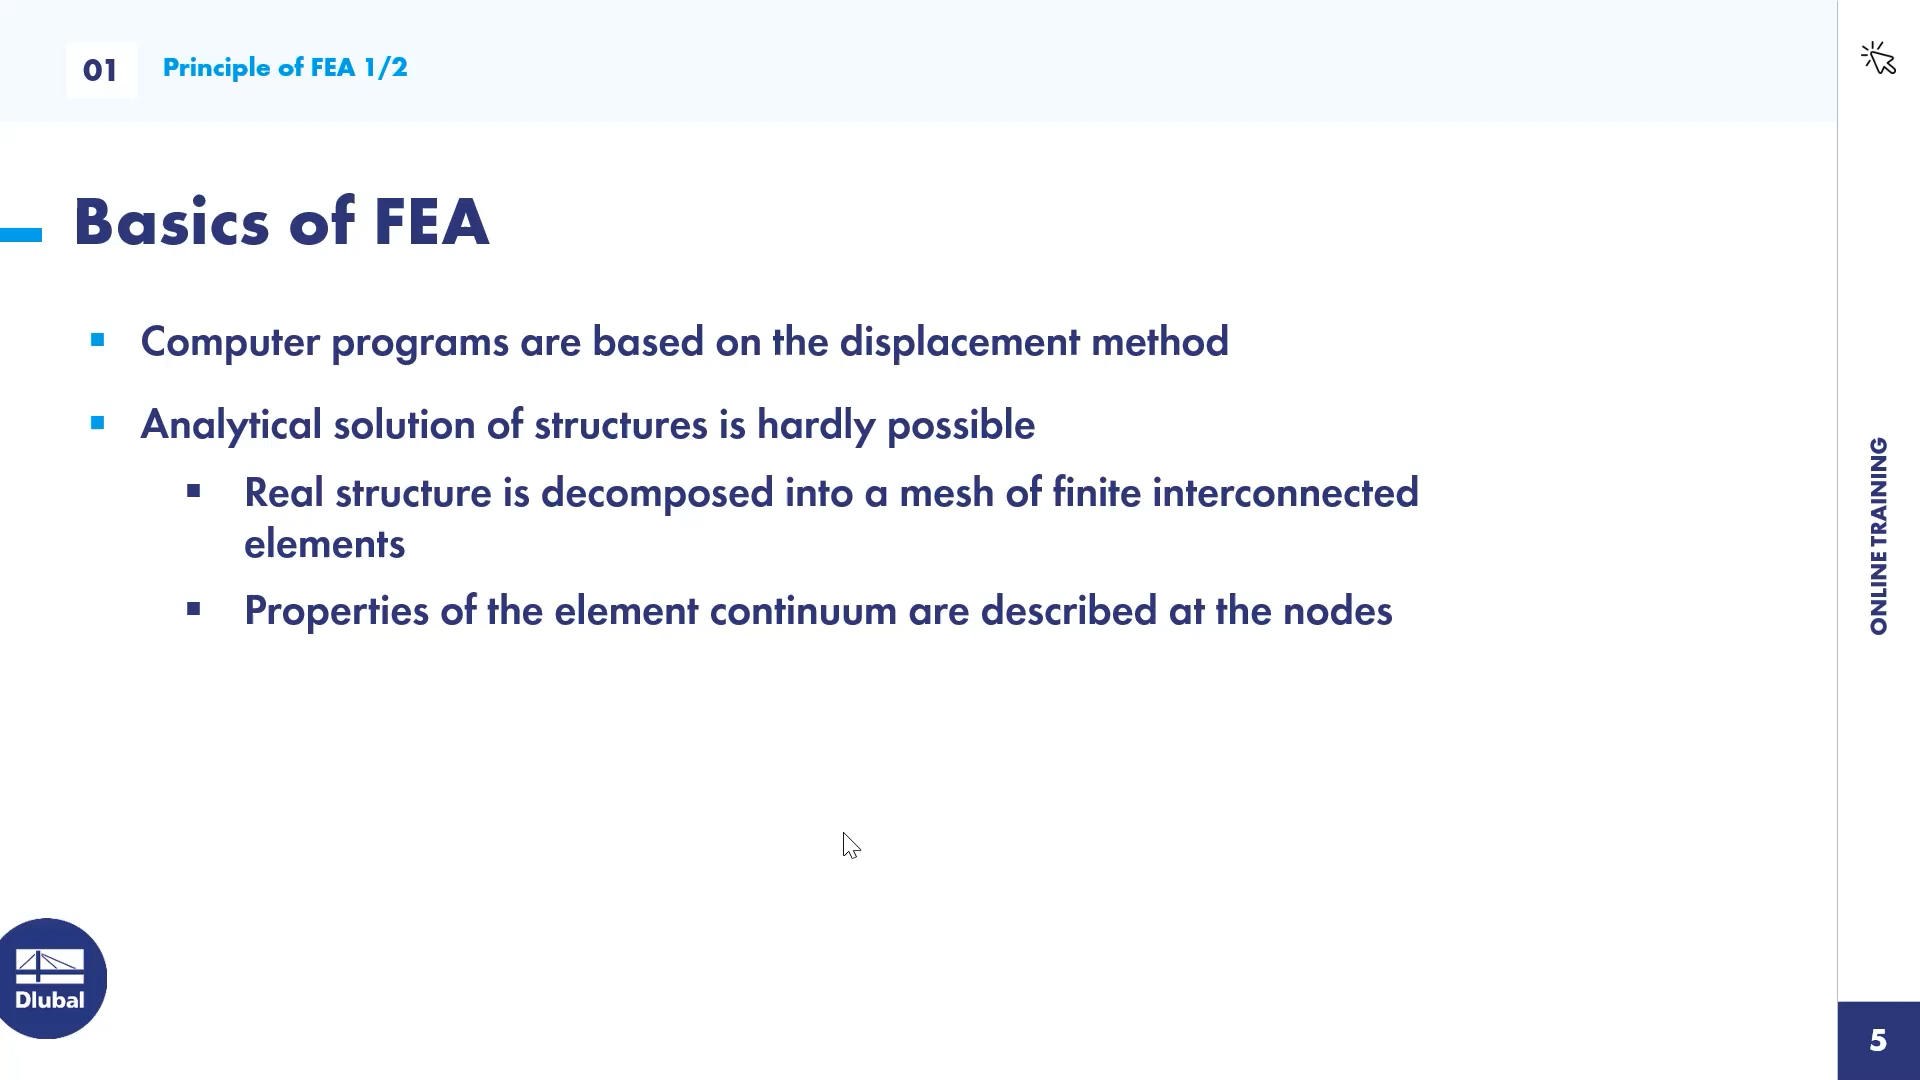 01
Principle of FEA 1/2
Basics of FEA
Computer programs are based on the displacement method
Analytical solution of structures is hardly possible
Real structure is decomposed into a mesh of finite interconnected
elements
Properties of the element continuum are described at the nodes
ONLINE TRAINING
Dlubal
5